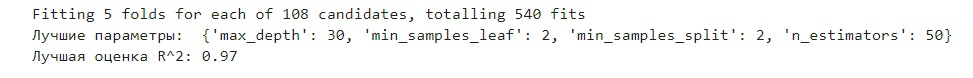 Fitting 5 folds for each of 108 candidates, totalling 540 fits
Лучшие параметры:  {'max_depth': 30, 'min_samples_leaf': 2, 'min_samples_split': 2, 'n_estimators': 50}
Лучшая оценка R^2: 0.97